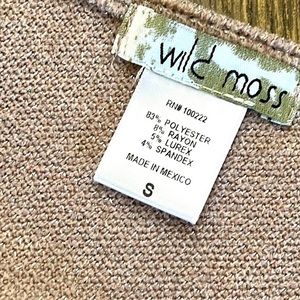 wild moss
RN# 100222
83% POLYESTER
8% RAYON
5% LUREX
4% SPANDEX
MADE IN MEXICO
S